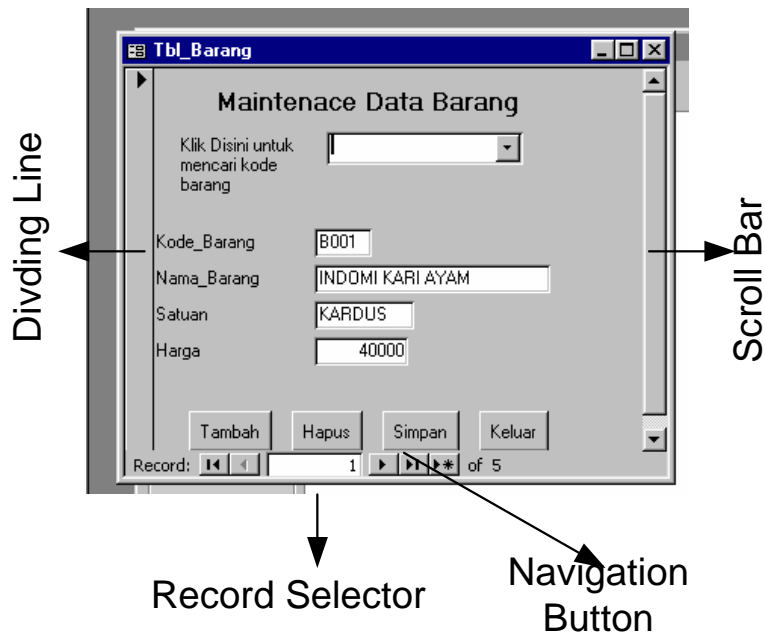 Tbl_Barang
Maintenace Data Barang
Klik Disini untuk
mencari kode
barang
Kode_Barang B001
Nama_Barang INDOMI KARI AYAM
Satuan KARDUS
Harga 40000
Tambah Hapus Simpan Keluar
Record: 1 of 5
Divding Line
Scroll Bar
Record Selector
Navigation
Button